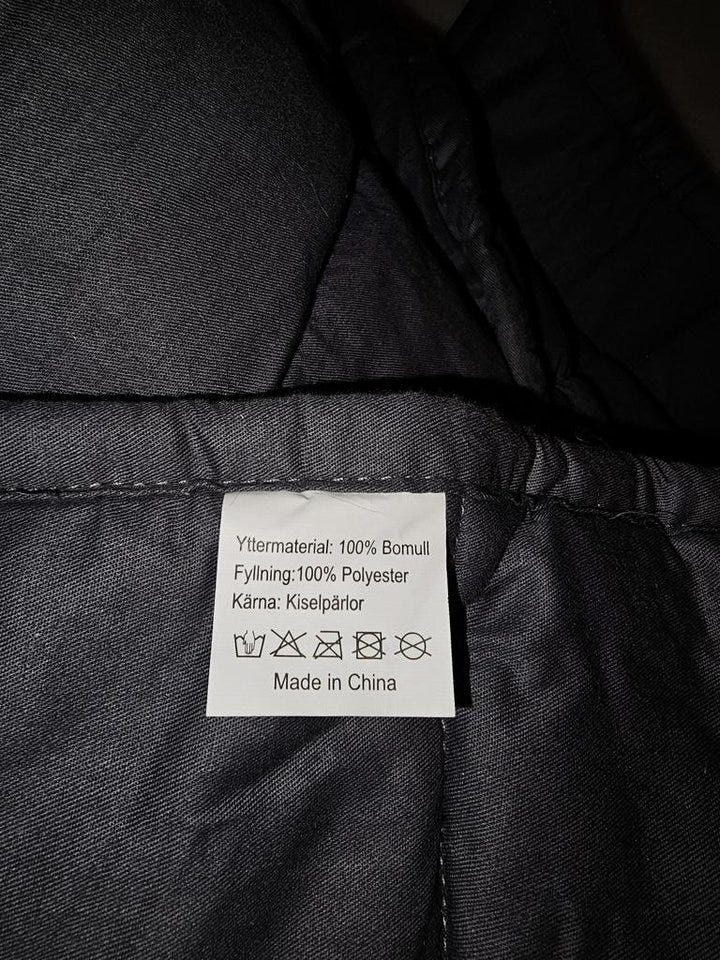 Yttermaterial: 100% Bomull
Fyllning:100% Polyester
Kärna: Kiselpärlor
Made in China